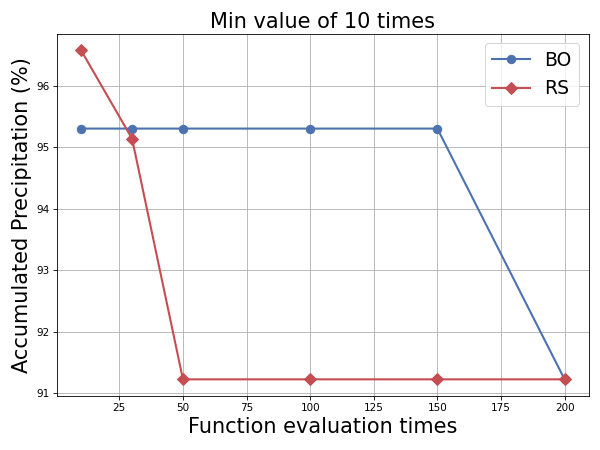 Min value of 10 times
Accumulated Precipitation (%)
96
95
94
93
92
91
BO
RS
25 50 75 100 125 150 175 200
Function evaluation times